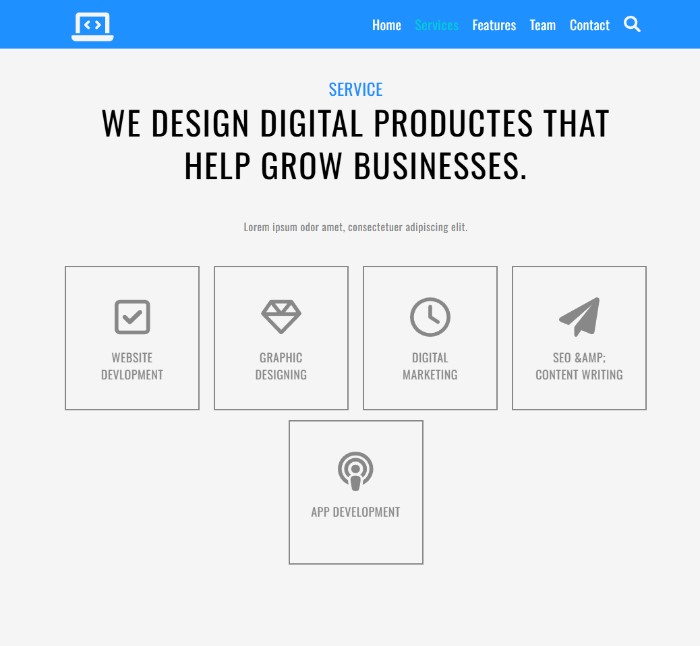 Home Services Features Team Contact
SERVICE
WE DESIGN DIGITAL PRODUCTES THAT
HELP GROW BUSINESSES.
Lorem ipsum odor amet, consectetuer adipiscing elit.
WEBSITE
DEVLOPMENT
GRAPHIC
DESIGNING
DIGITAL
MARKETING
SEO &AMP;
CONTENT WRITING
APP DEVELOPMENT